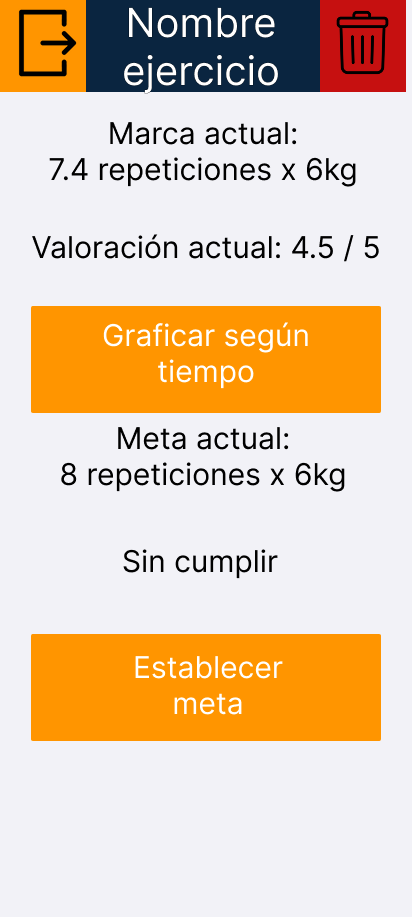 Nombre
ejercicio
Marca actual:
7.4 repeticiones x 6kg
Valoración actual: 4.5 / 5
Graficar según
tiempo
Meta actual:
8 repeticiones x 6kg
Sin cumplir
Establecer
meta